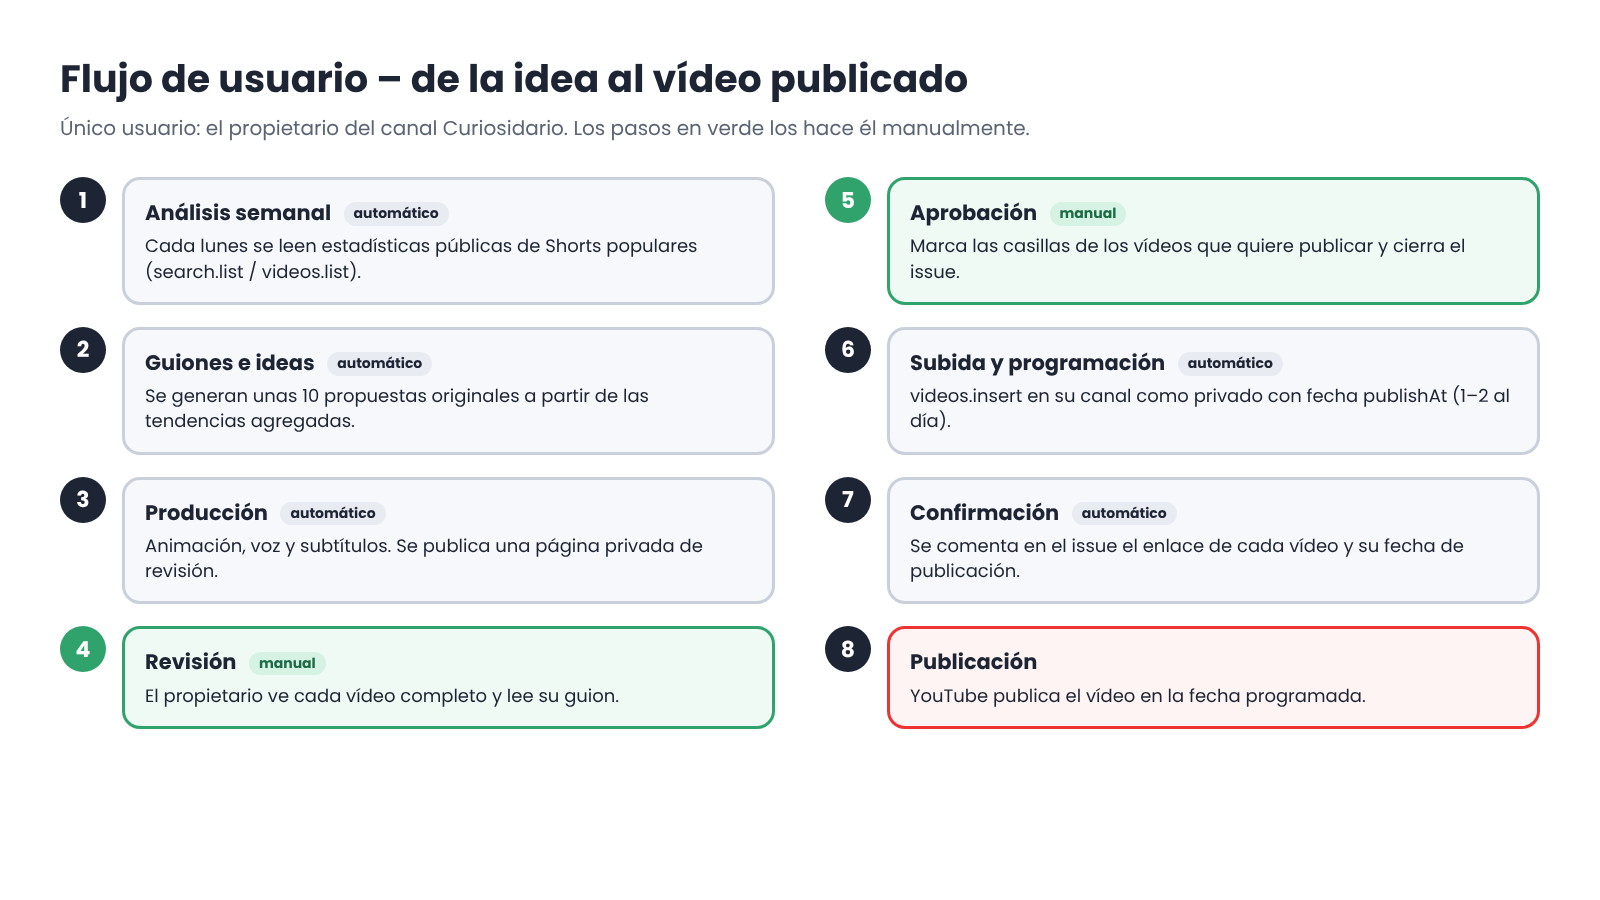 Flujo de usuario – de la idea al vídeo publicado
Único usuario: el propietario del canal Curiosidario. Los pasos en verde los hace él manualmente.
1
Análisis semanal automático
Cada lunes se leen estadísticas públicas de Shorts populares
(search.list / videos.list).
2
Guiones e ideas automático
Se generan unas 10 propuestas originales a partir de las
tendencias agregadas.
3
Producción automático
Animación, voz y subtítulos. Se publica una página privada de
revisión.
4
Revisión manual
El propietario ve cada vídeo completo y lee su guion.
5
Aprobación manual
Marca las casillas de los vídeos que quiere publicar y cierra el
issue.
6
Subida y programación automático
videos.insert en su canal como privado con fecha publishAt (1–2 al
día).
7
Confirmación automático
Se comenta en el issue el enlace de cada vídeo y su fecha de
publicación.
8
Publicación
YouTube publica el vídeo en la fecha programada.